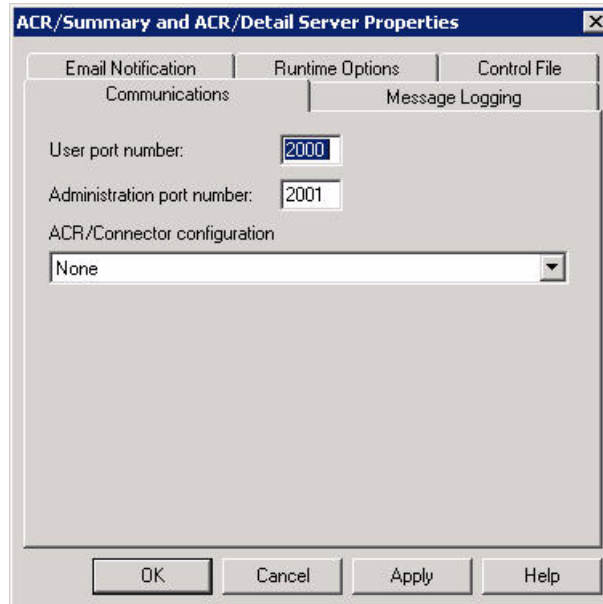 ACR/Summary and ACR/Detail Server Properties
Email Notification Runtime Options Control File
Communications Message Logging
User port number: 2000
Administration port number: 2001
ACR/Connector configuration
None
OK Cancel Apply Help